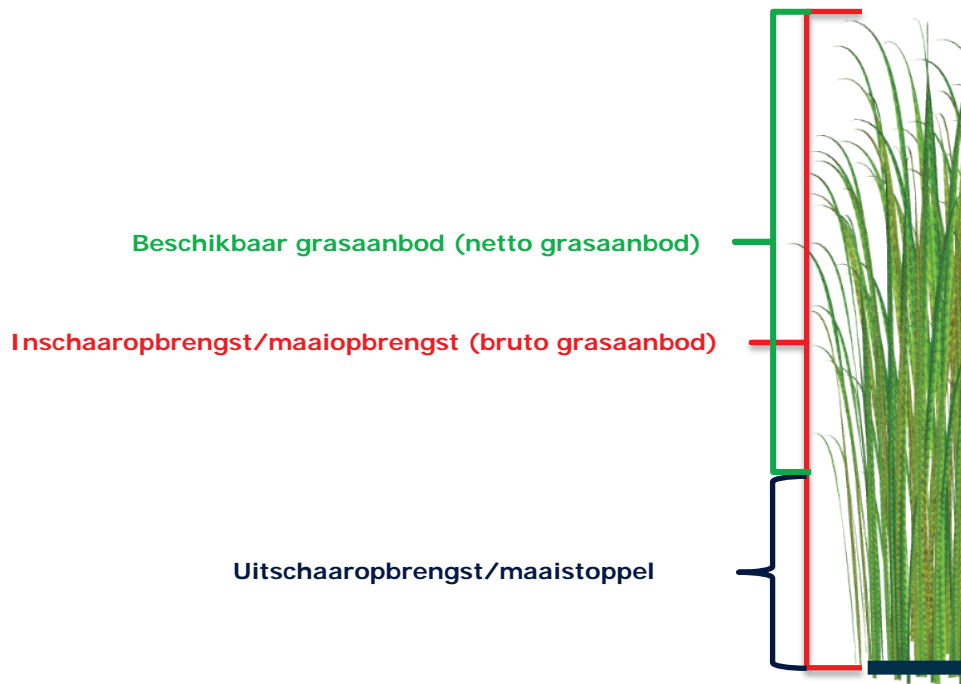 Beschikbaar grasaanbod (netto grasaanbod)
Inschaaropbrengst/maaiopbrengst (bruto grasaanbod)
Uitschaaropbrengst/maaistoppel